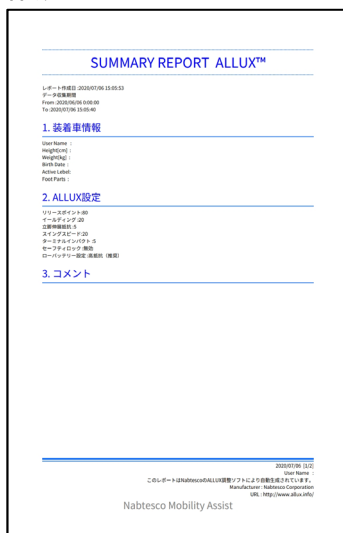 SUMMARY REPORT ALLUX™
レポート作成日 :2020/07/06 15:05:53
データ収集期間
From :2020/06/06 0:00:00
To :2020/07/06 15:05:40
1. 装着車情報
User Name :
Height[cm] :
Weight[kg] :
Birth Date :
Active Lebel:
Foot Parts :
2. ALLUX設定
リリースポイント:60
イールディング :20
立脚伸展抵抗 :5
スイングスピード:20
ターミナルインパクト :5
セーフティロック :無効
ローバッテリー設定 :高抵抗（推奨）
3. コメント
2020/07/06 [1/2]
User Name :
このレポートはNabtescoのALLUX調整ソフトにより自動生成されています。
Manufacturer : Nabtesco Corporation
URL : http://www.allux.info/
Nabtesco Mobility Assist